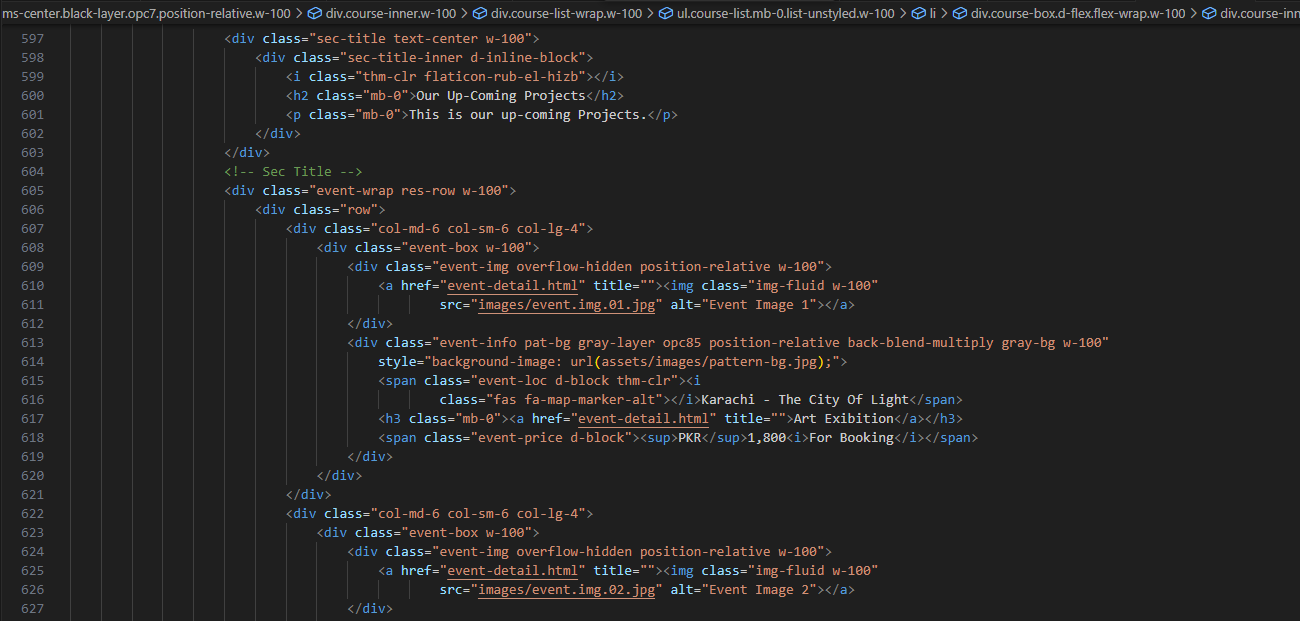 ms-center.black-layer.opc7.position-relative.w-100 > div.course-inner.w-100 > div.course-list-wrap.w-100 > ul.course-list.mb-0.list-unstyled.w-100 > li > div.course-box.d-flex.flex-wrap.w-100 > div.course-inn
597 <div class="sec-title text-center w-100">
598 <div class="sec-title-inner d-inline-block">
599 <i class="thm-clr flaticon-rub-el-hizb"></i>
600 <h2 class="mb-0">Our Up-Coming Projects</h2>
601 <p class="mb-0">This is our up-coming Projects.</p>
602 </div>
603 </div>
604 <!-- Sec Title -->
605 <div class="event-wrap res-row w-100">
606 <div class="row">
607 <div class="col-md-6 col-sm-6 col-lg-4">
608 <div class="event-box w-100">
609 <div class="event-img overflow-hidden position-relative w-100">
610 <a href="event-detail.html" title=""><img class="img-fluid w-100"
611 src="images/event.img.01.jpg" alt="Event Image 1"></a>
612 </div>
613 <div class="event-info pat-bg gray-layer opc85 position-relative back-blend-multiply gray-bg w-100"
614 style="background-image: url(assets/images/pattern-bg.jpg);">
615 <span class="event-loc d-block thm-clr"><i
616 class="fas fa-map-marker-alt"></i>Karachi - The City Of Light</span>
617 <h3 class="mb-0"><a href="event-detail.html" title="">Art Exibition</a></h3>
618 <span class="event-price d-block"><sup>PKR</sup>1,800<i>For Booking</i></span>
619 </div>
620 </div>
621 </div>
622 <div class="col-md-6 col-sm-6 col-lg-4">
623 <div class="event-box w-100">
624 <div class="event-img overflow-hidden position-relative w-100">
625 <a href="event-detail.html" title=""><img class="img-fluid w-100"
626 src="images/event.img.02.jpg" alt="Event Image 2"></a>
627 </div>